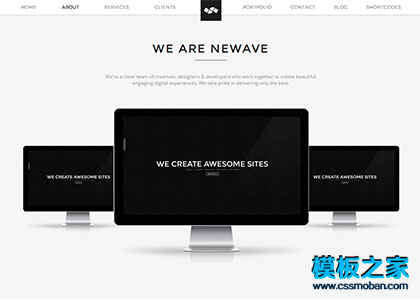 HOME ABOUT SERVICES CLIENTS PORTFOLIO CONTACT BLOG SHORTCODES
WE ARE NEWAVE
We're a close team of creatives, designers & developers who work together to create beautiful,
engaging digital experiences. We take pride in delivering only the best.
WE CREATE AWESOME SITES
WE CREATE AWESOME SITES
WE CREATE AWESOME SITES
模板之家
www.cssmoban.com